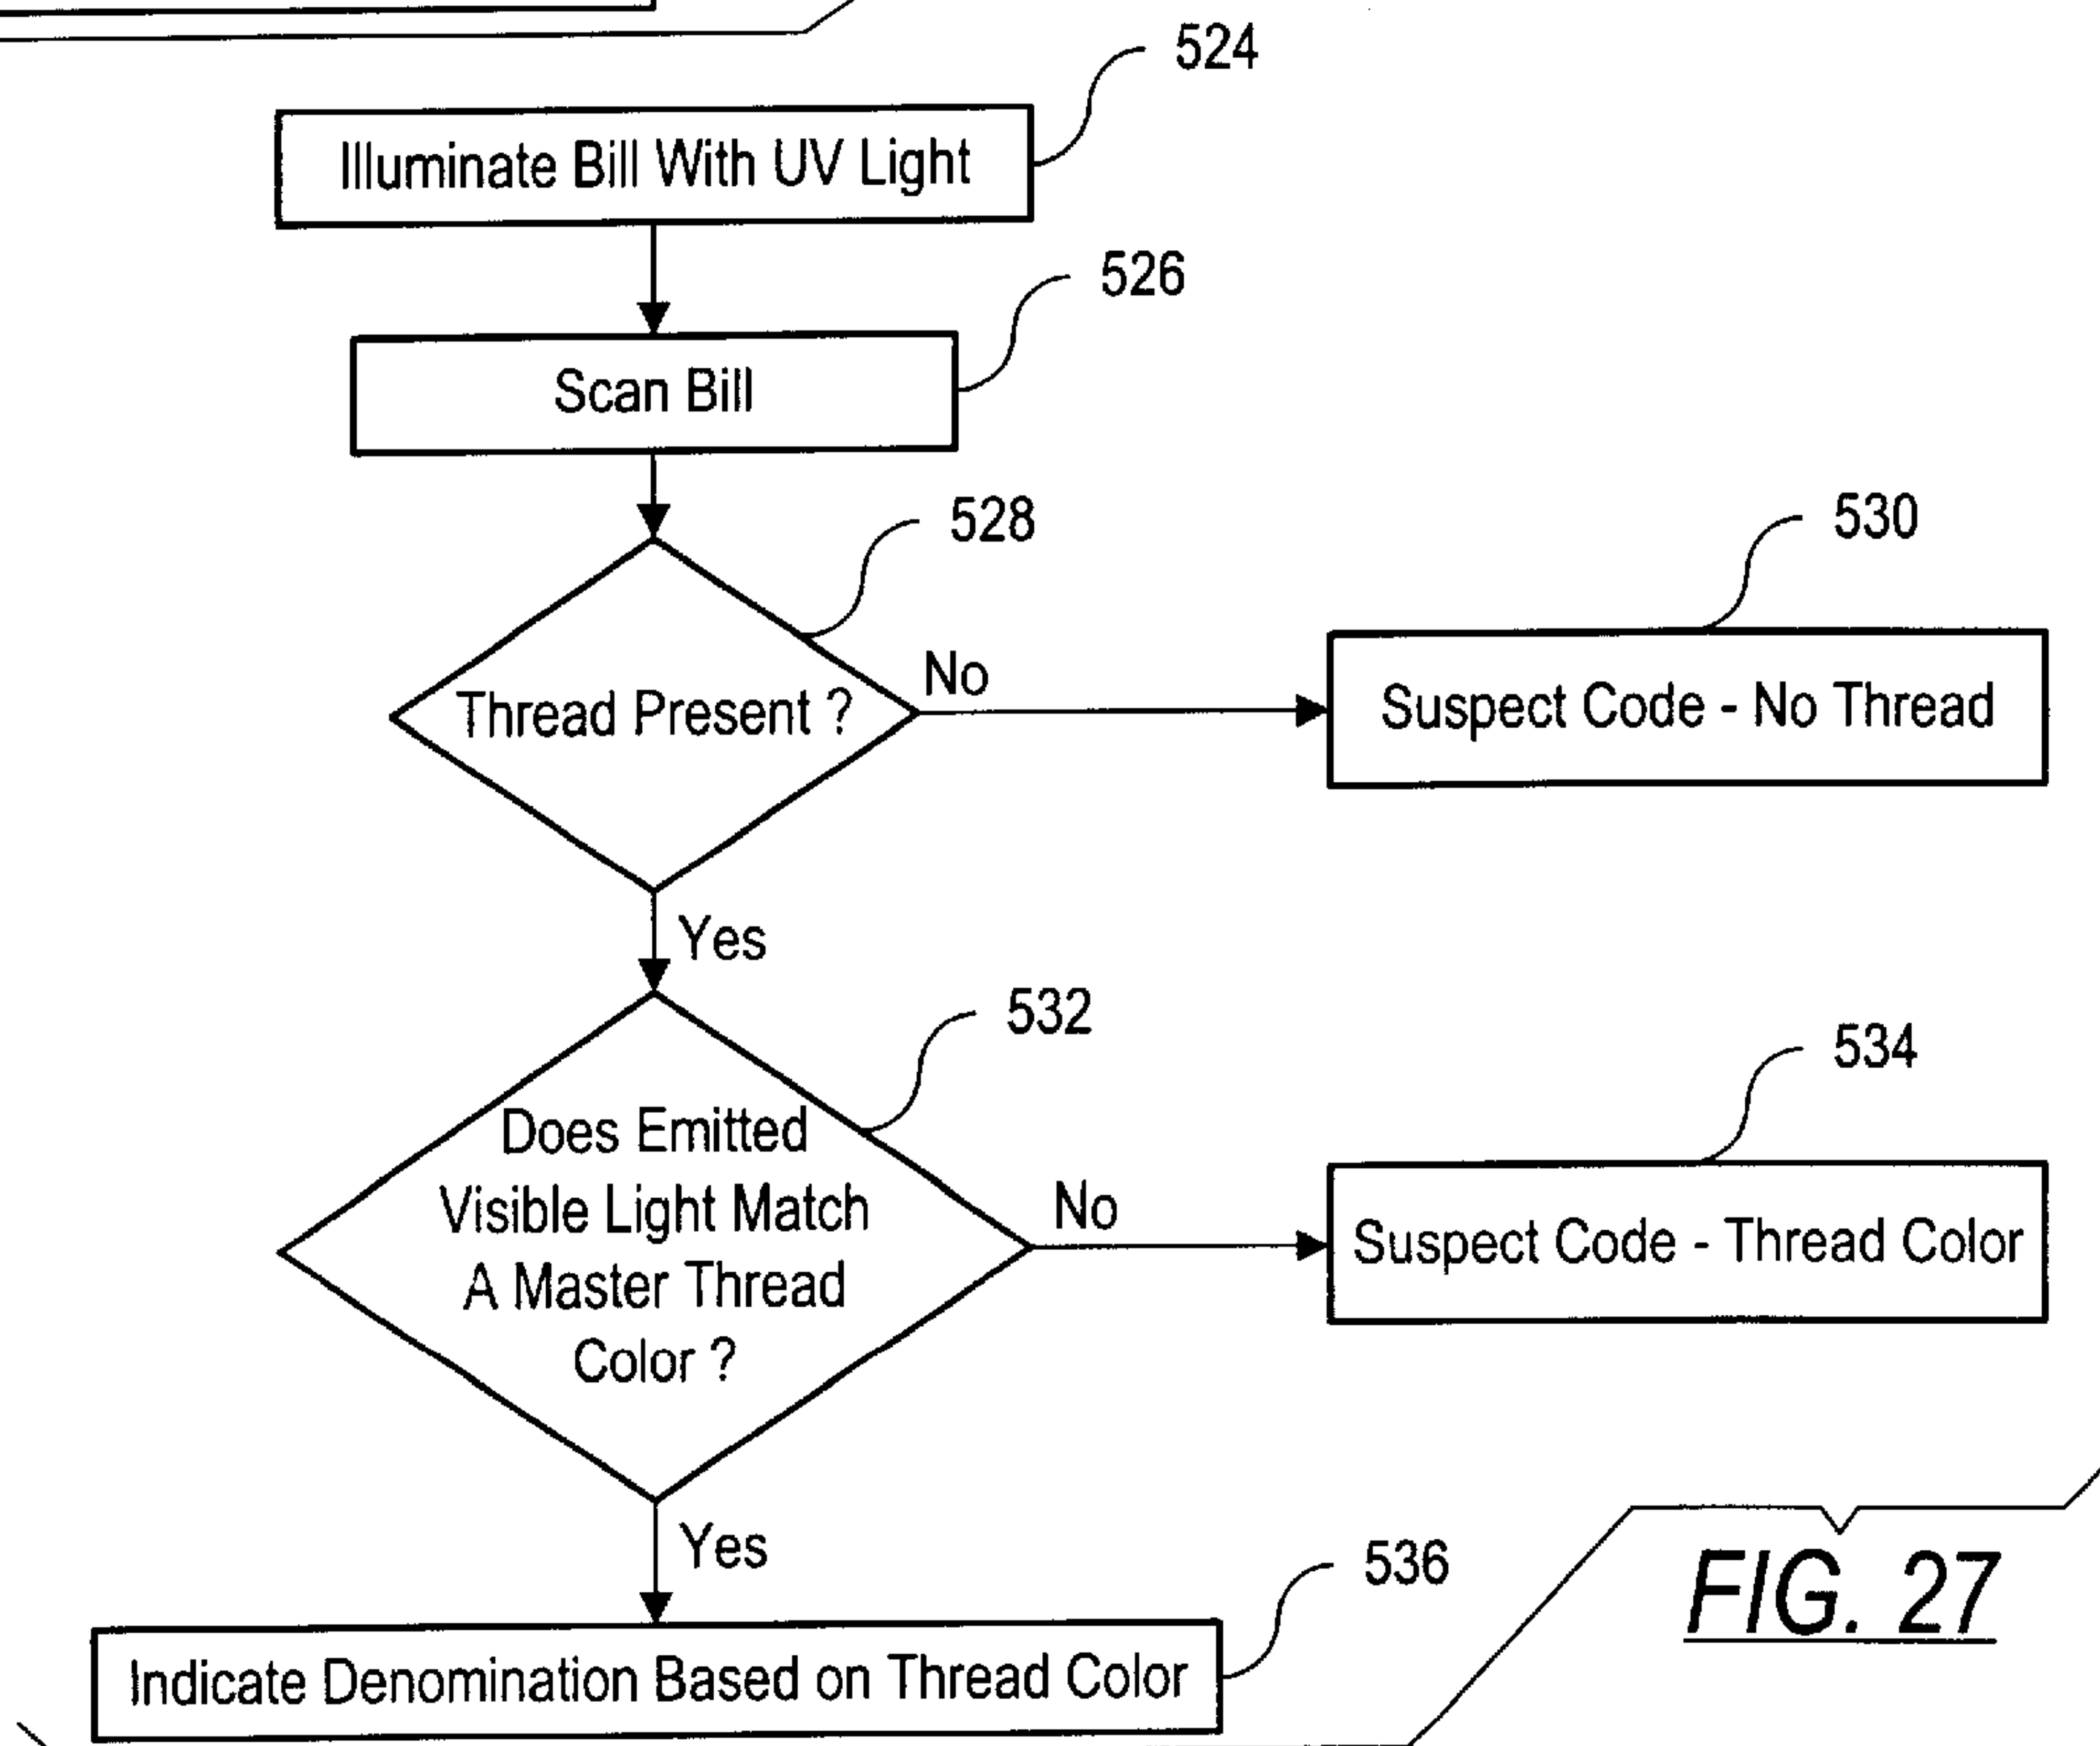 524
Illuminate Bill With UV Light
526
Scan Bill
528
530
Thread Present ?
No
Suspect Code - No Thread
Yes
532
534
Does Emitted
Visible Light Match
A Master Thread
Color ?
No
Suspect Code - Thread Color
Yes
536
Indicate Denomination Based on Thread Color
FIG. 27